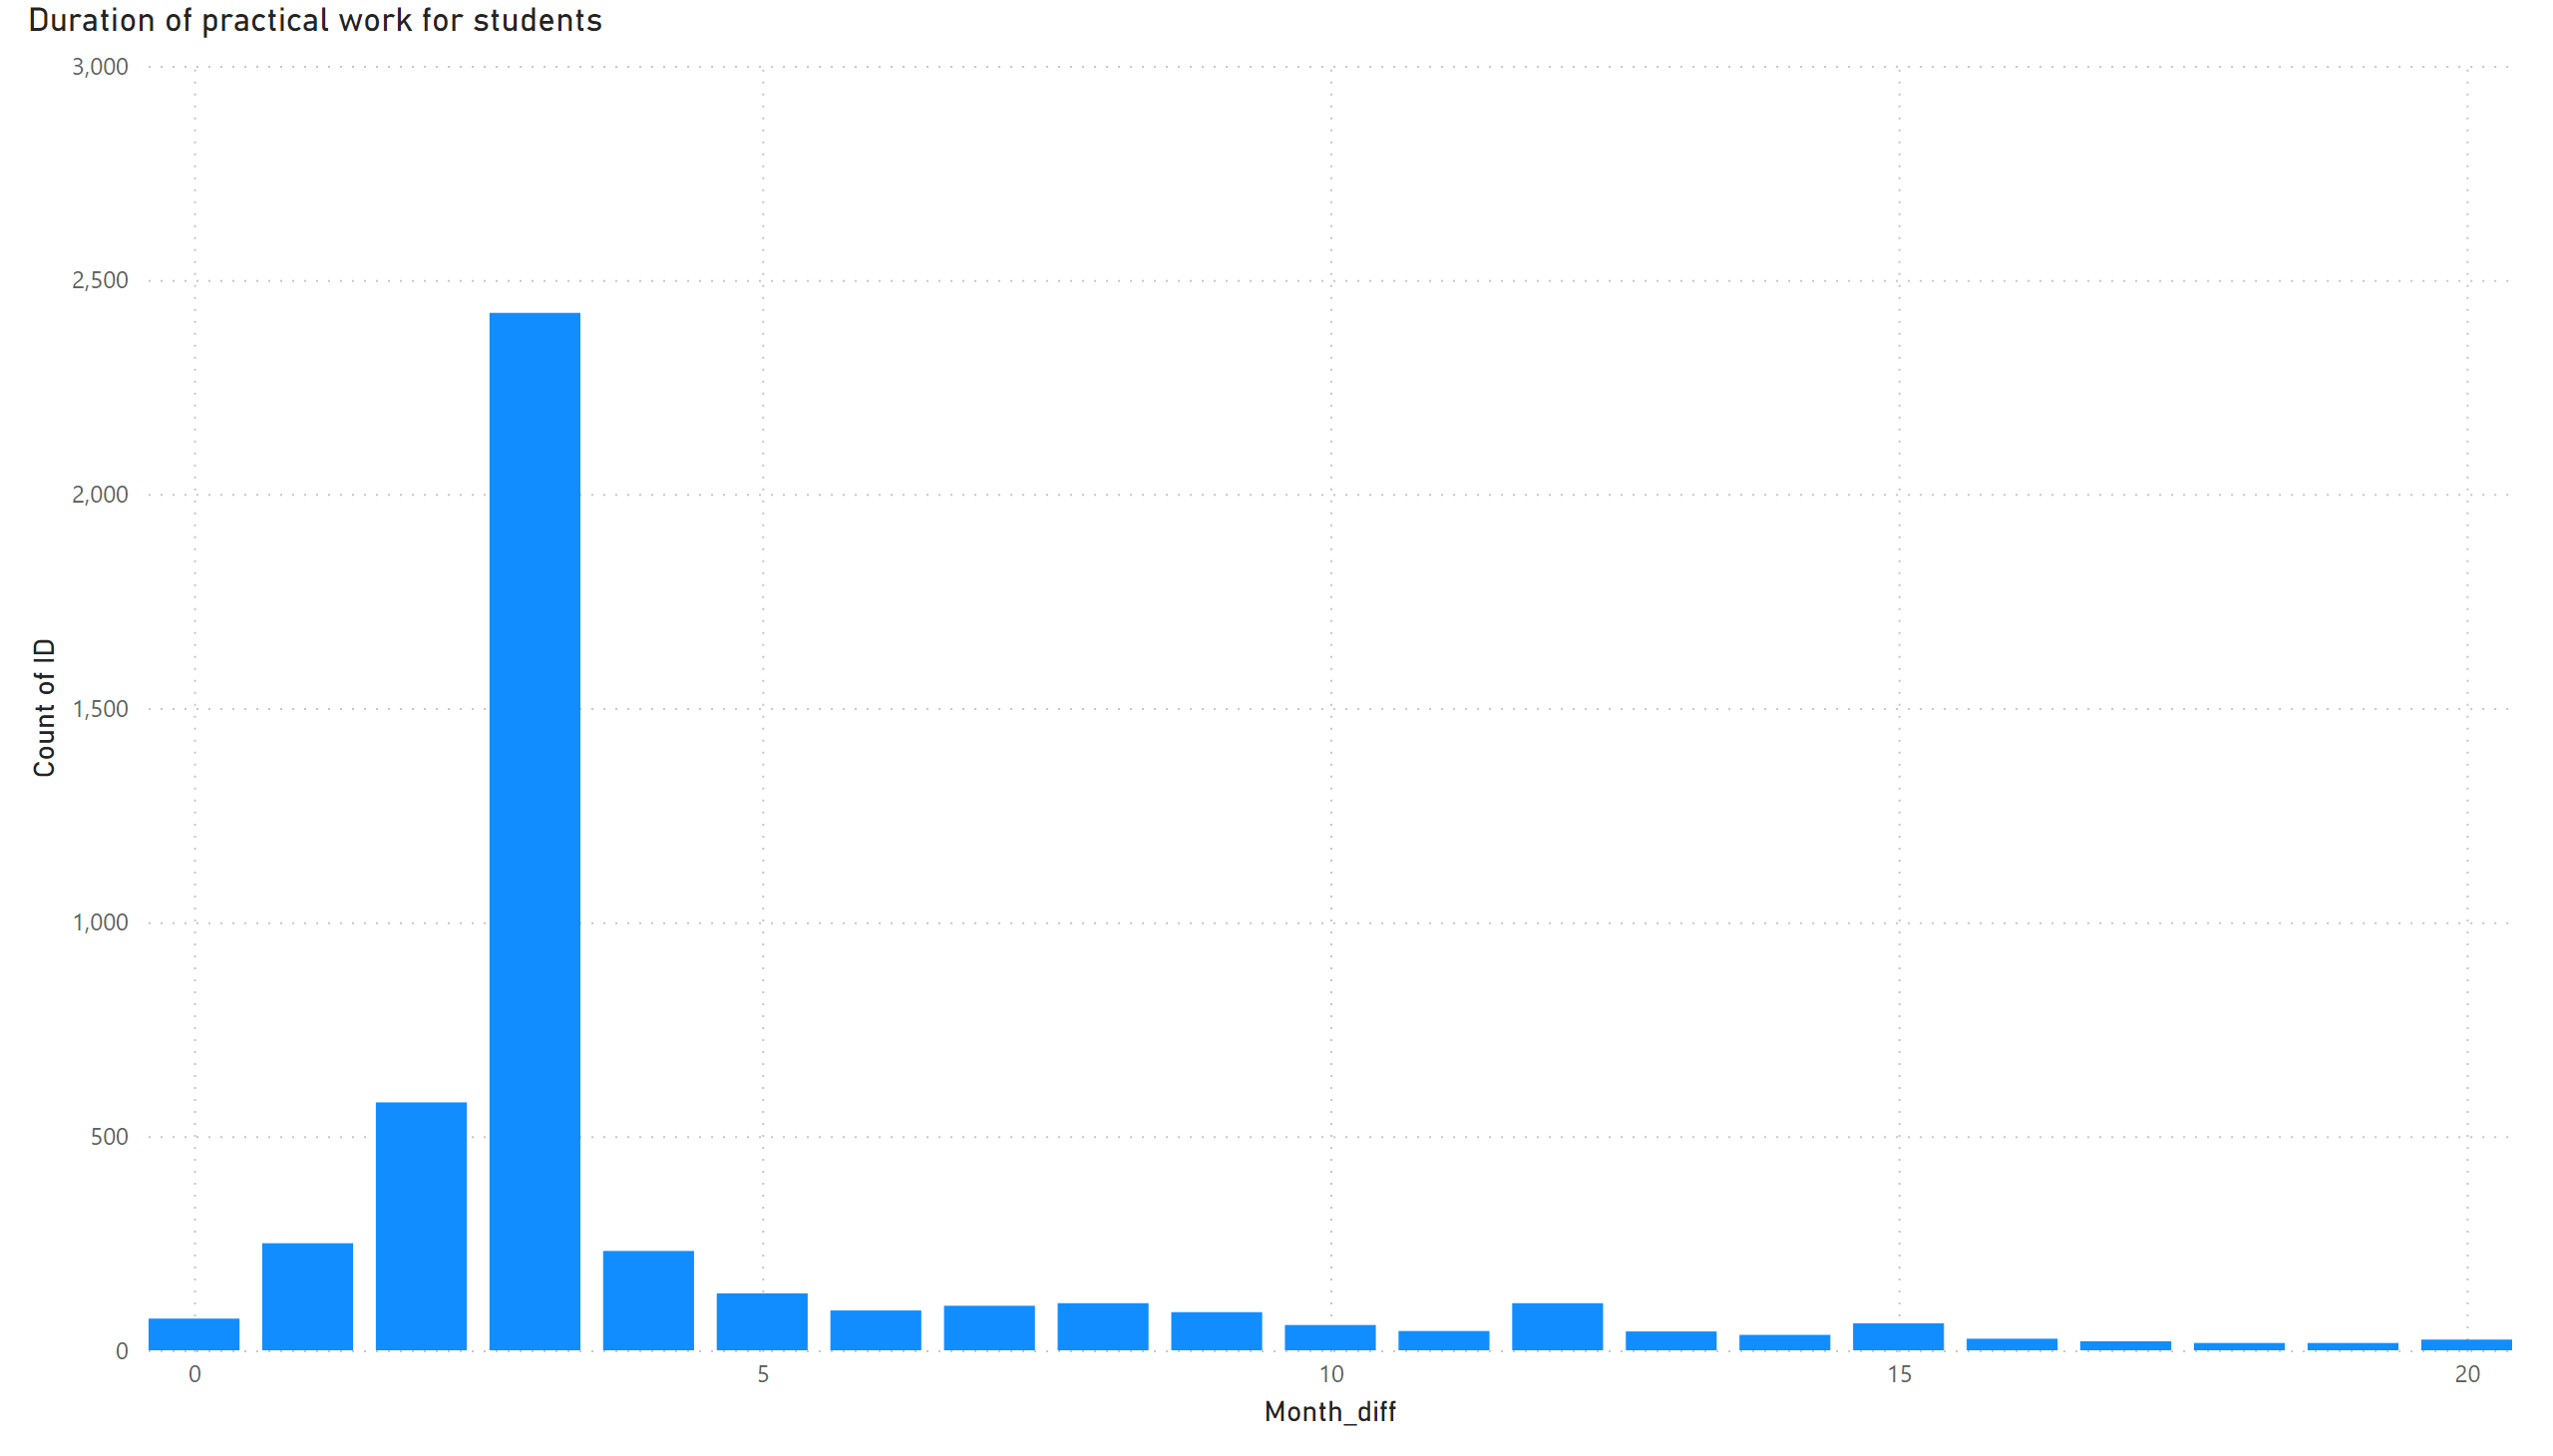 Duration of practical work for students
3,000
2,500
2,000
1,500
1,000
500
0
Count of ID
0 5 10 15 20
Month_diff